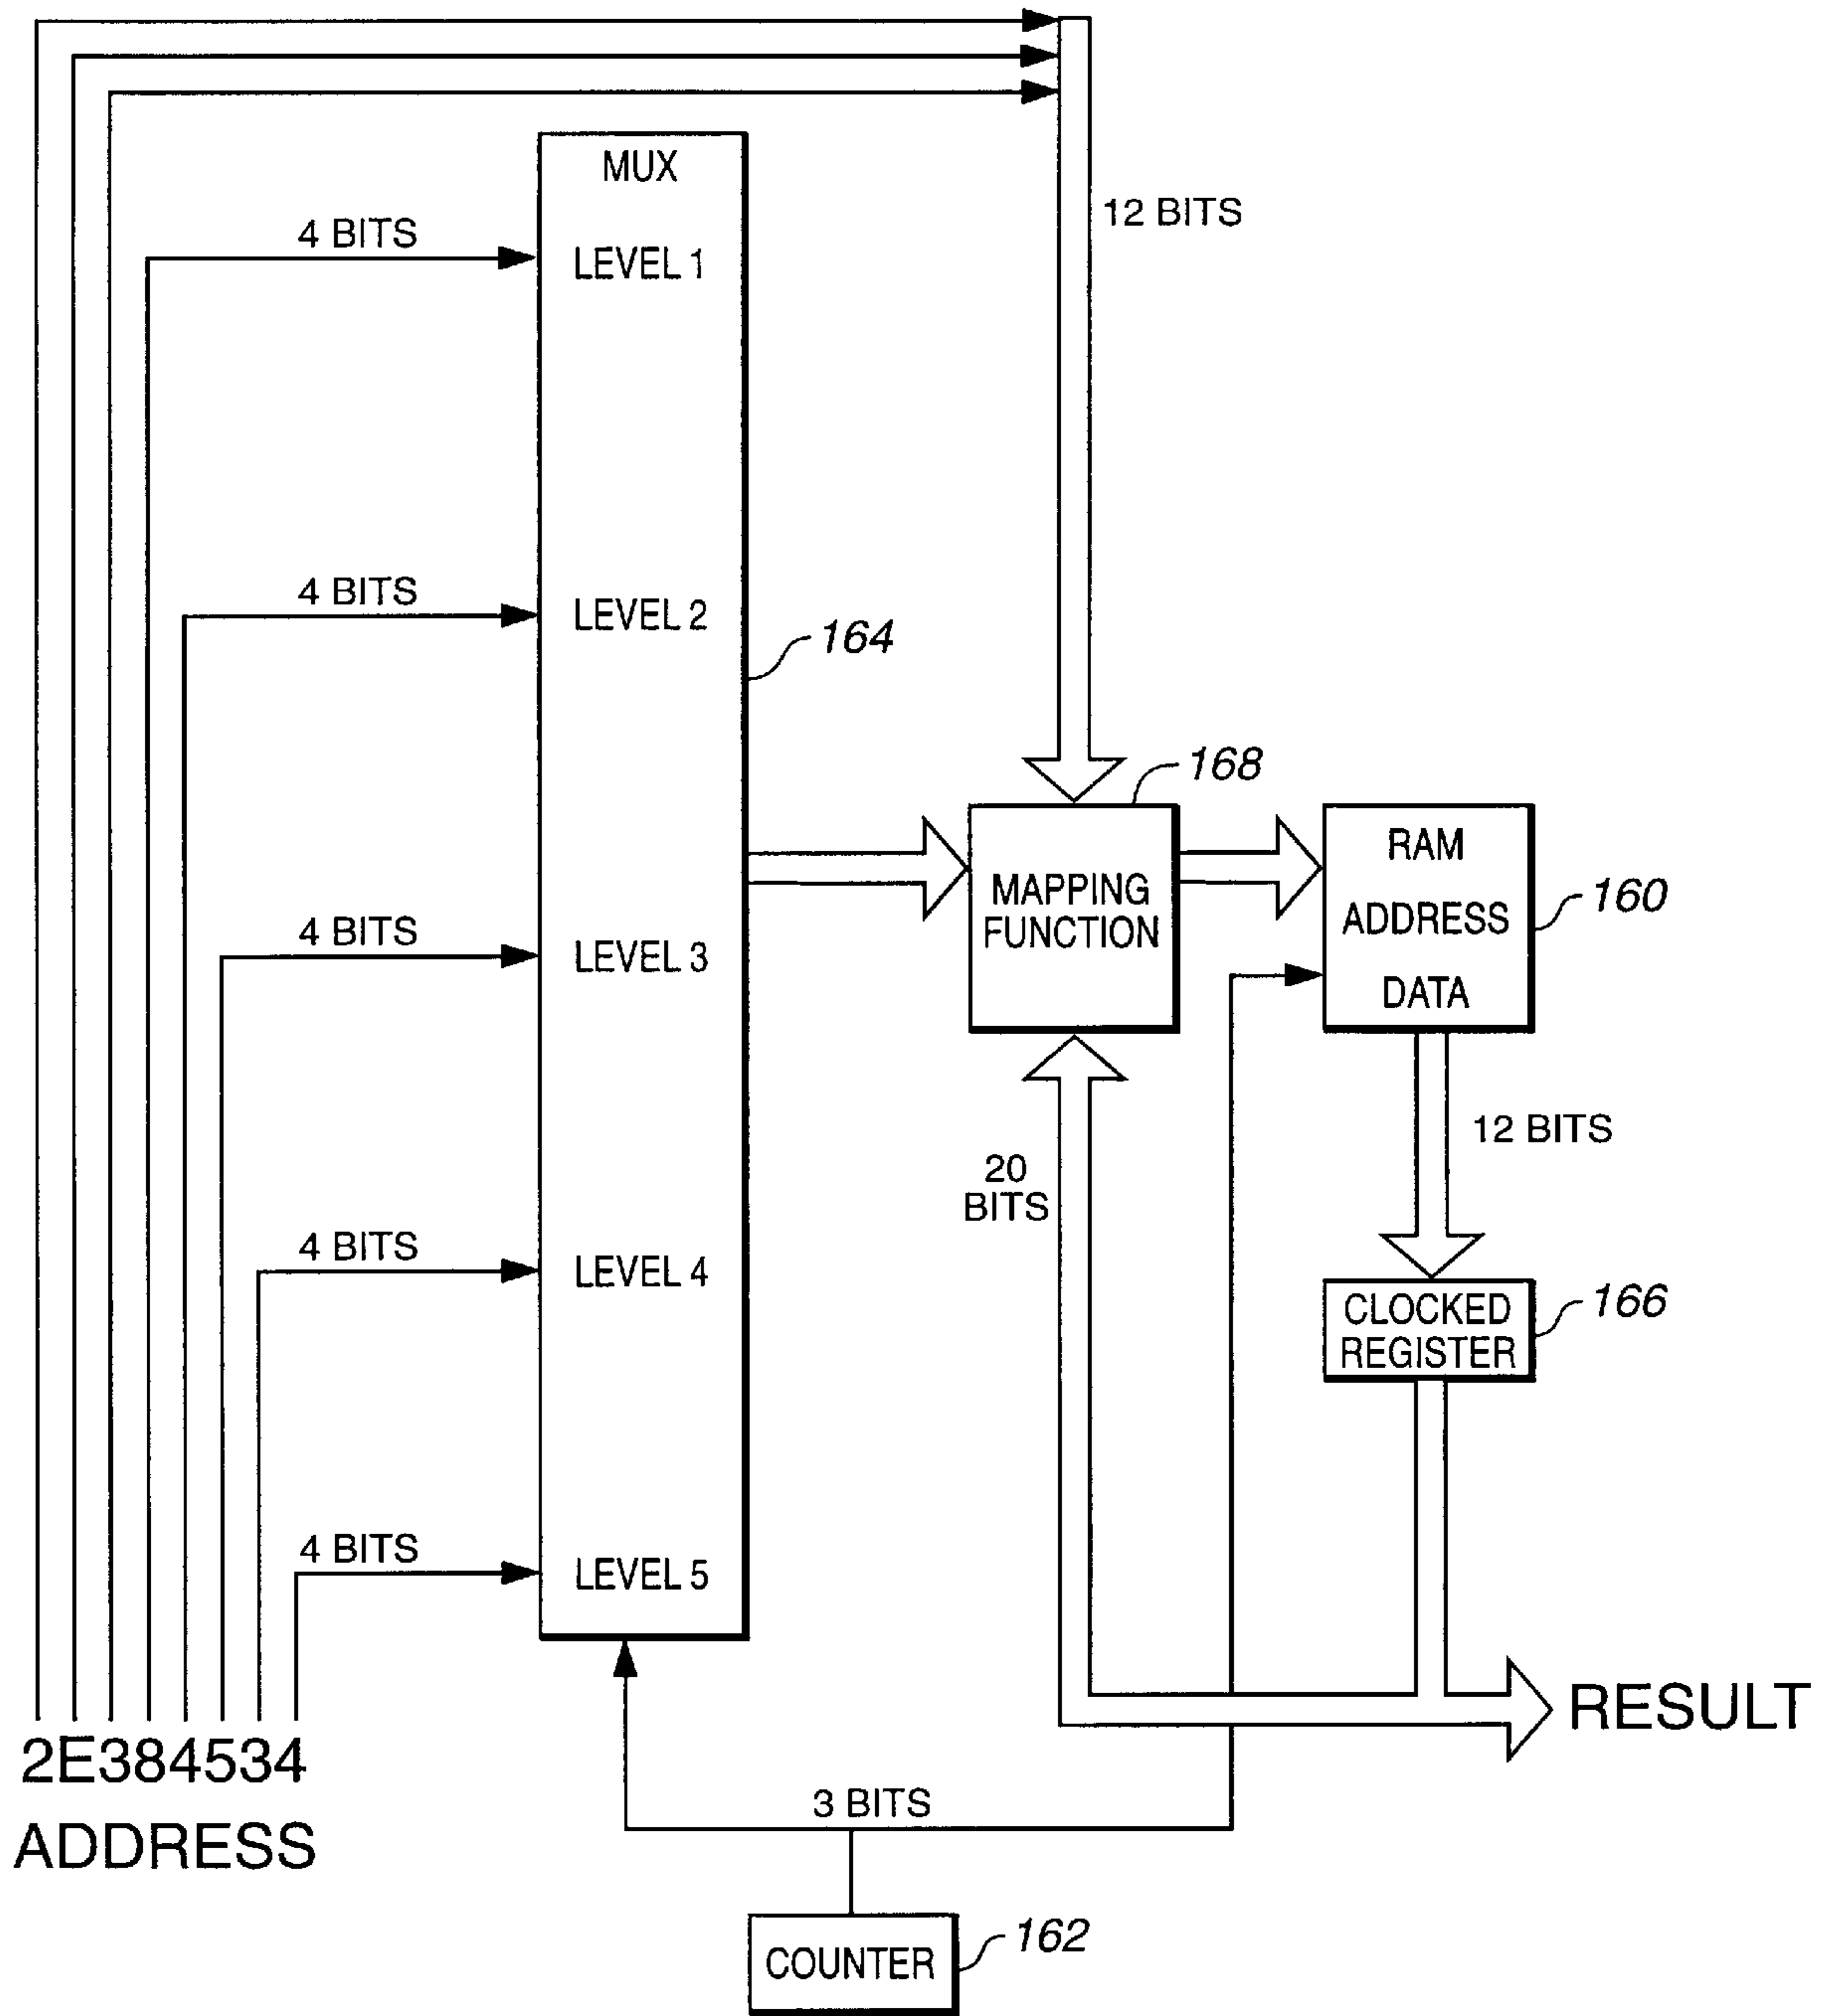 MUX
12 BITS
4 BITS
LEVEL 1
4 BITS
LEVEL 2
164
168
MAPPING
FUNCTION
RAM
ADDRESS
DATA
160
4 BITS
LEVEL 3
12 BITS
20
BITS
4 BITS
LEVEL 4
CLOCKED
REGISTER
166
4 BITS
LEVEL 5
RESULT
2E384534
ADDRESS
3 BITS
COUNTER
162